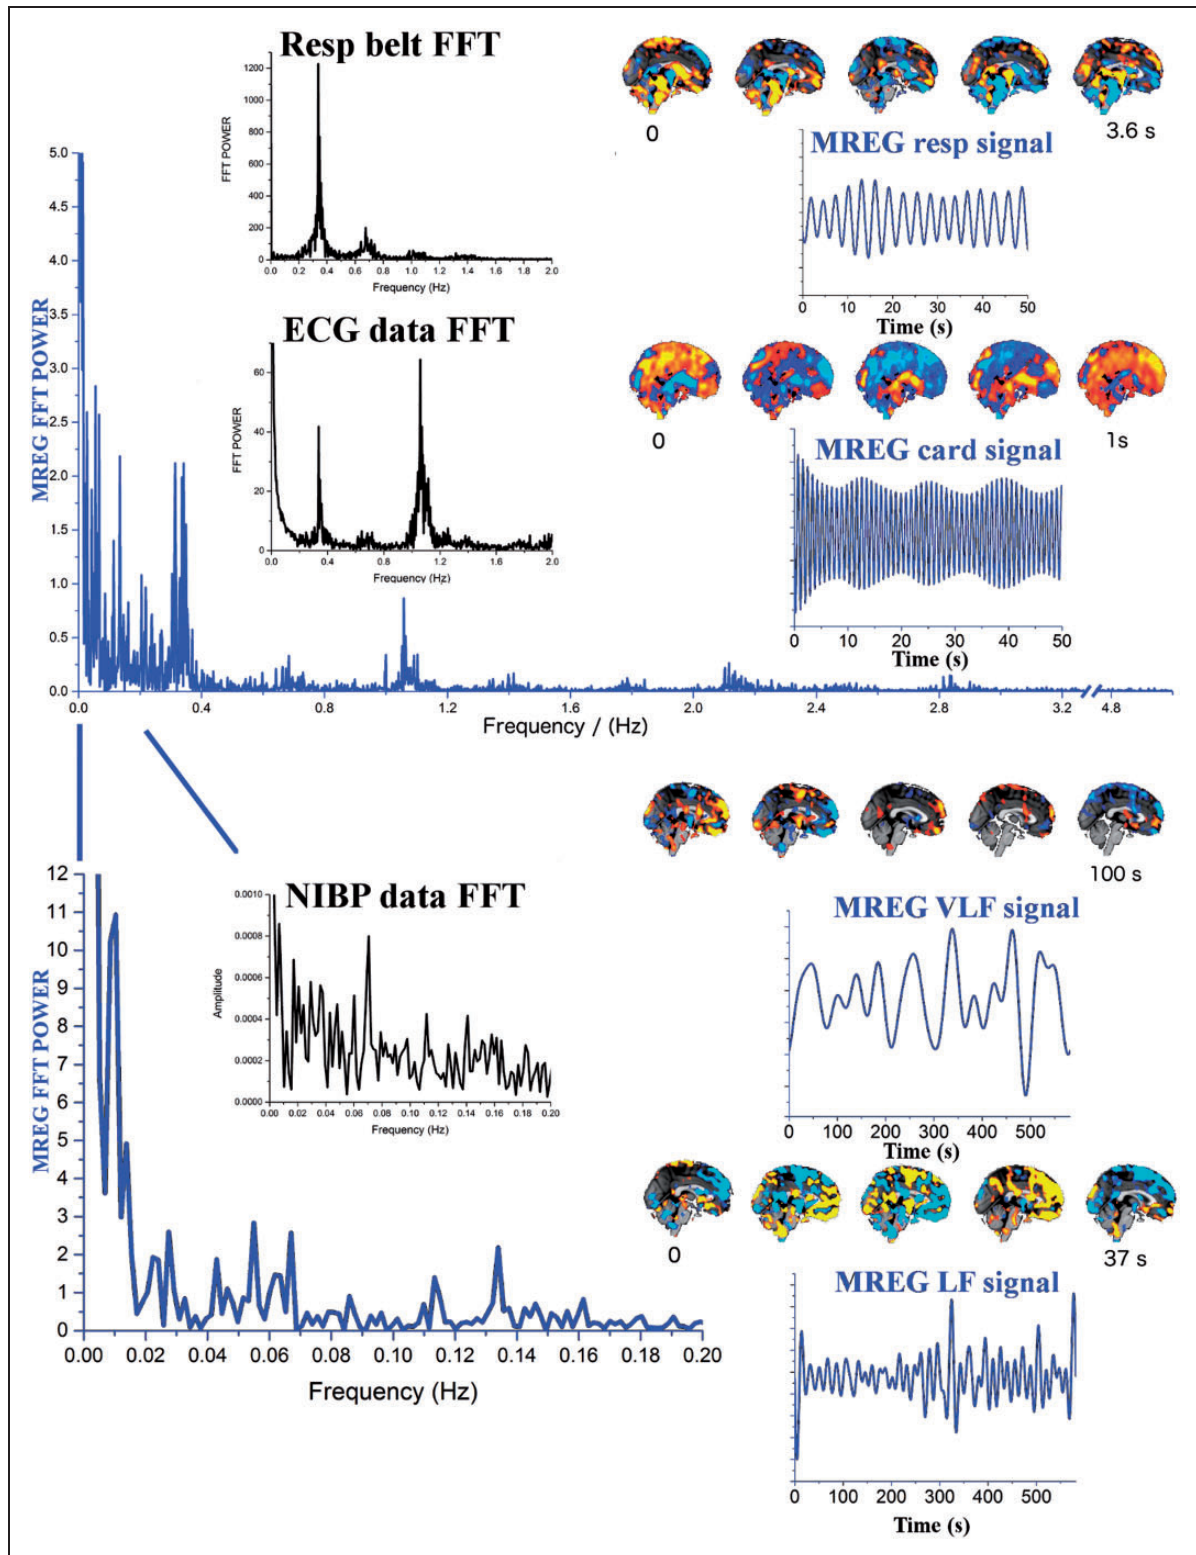 Resp belt FFT
1200
1000
800
600
400
200
0
FFT POWER
0.0 0.2 0.4 0.6 0.8 1.0 1.2 1.4 1.6 1.8 2.0
Frequency (Hz)
0
3.6 s
MREG resp signal
0 10 20 30 40 50
Time (s)
ECG data FFT
60
40
20
0
FFT POWER
0.0 0.4 0.8 1.2 1.6 2.0
Frequency (Hz)
0
1s
MREG card signal
0 10 20 30 40 50
Time (s)
5.0
4.5
5.0
3.5
3.0
2.5
2.0
1.5
1.0
0.5
0.0
MREG FFT POWER
0.0 0.4 0.8 1.2 1.6 2.0 2.4 2.8 3.2 4.8
Frequency / (Hz)
100 s
MREG VLF signal
0 100 200 300 400 500
Time (s)
12
11
10
9
8
7
6
5
4
3
2
1
0
MREG FFT POWER
0.00 0.02 0.04 0.06 0.08 0.10 0.12 0.14 0.16 0.18 0.20
Frequency (Hz)
NIBP data FFT
0.0010
0.0008
0.0006
0.0004
0.0002
0.0000
Amplitude
0.00 0.02 0.04 0.06 0.08 0.10 0.12 0.14 0.16 0.18 0.20
Frequency (Hz)
0
37 s
MREG LF signal
0 100 200 300 400 500
Time (s)